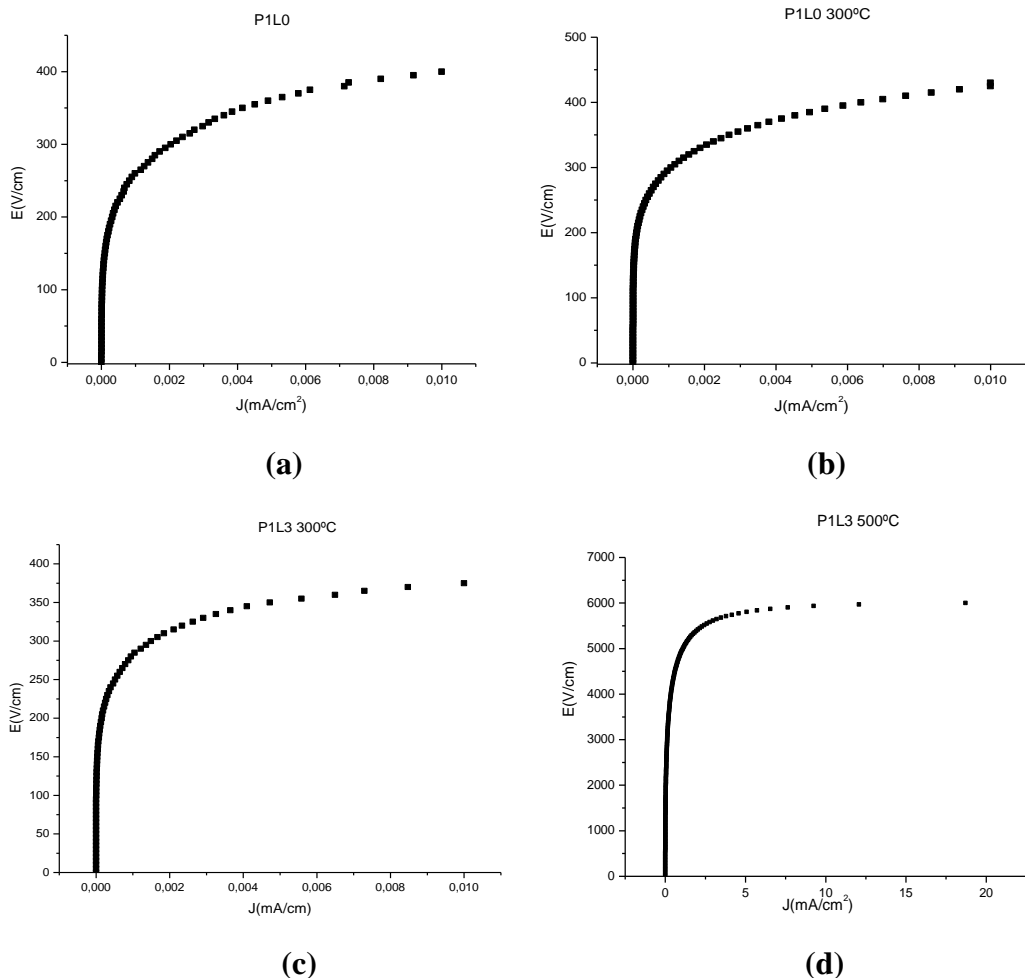 P1L0
400
300
200
100
0
E(V/cm)
0,000 0,002 0,004 0,006 0,008 0,010
J(mA/cm²)
(a)
P1L0 300ºC
500
400
300
200
100
0
E(V/cm)
0,000 0,002 0,004 0,006 0,008 0,010
J(mA/cm²)
(b)
P1L3 300ºC
400
350
300
250
200
150
100
50
0
E(V/cm)
0,000 0,002 0,004 0,006 0,008 0,010
J(mA/cm)
(c)
P1L3 500ºC
7000
6000
5000
4000
3000
2000
1000
0
E(V/cm)
0 5 10 15 20
J(mA/cm²)
(d)